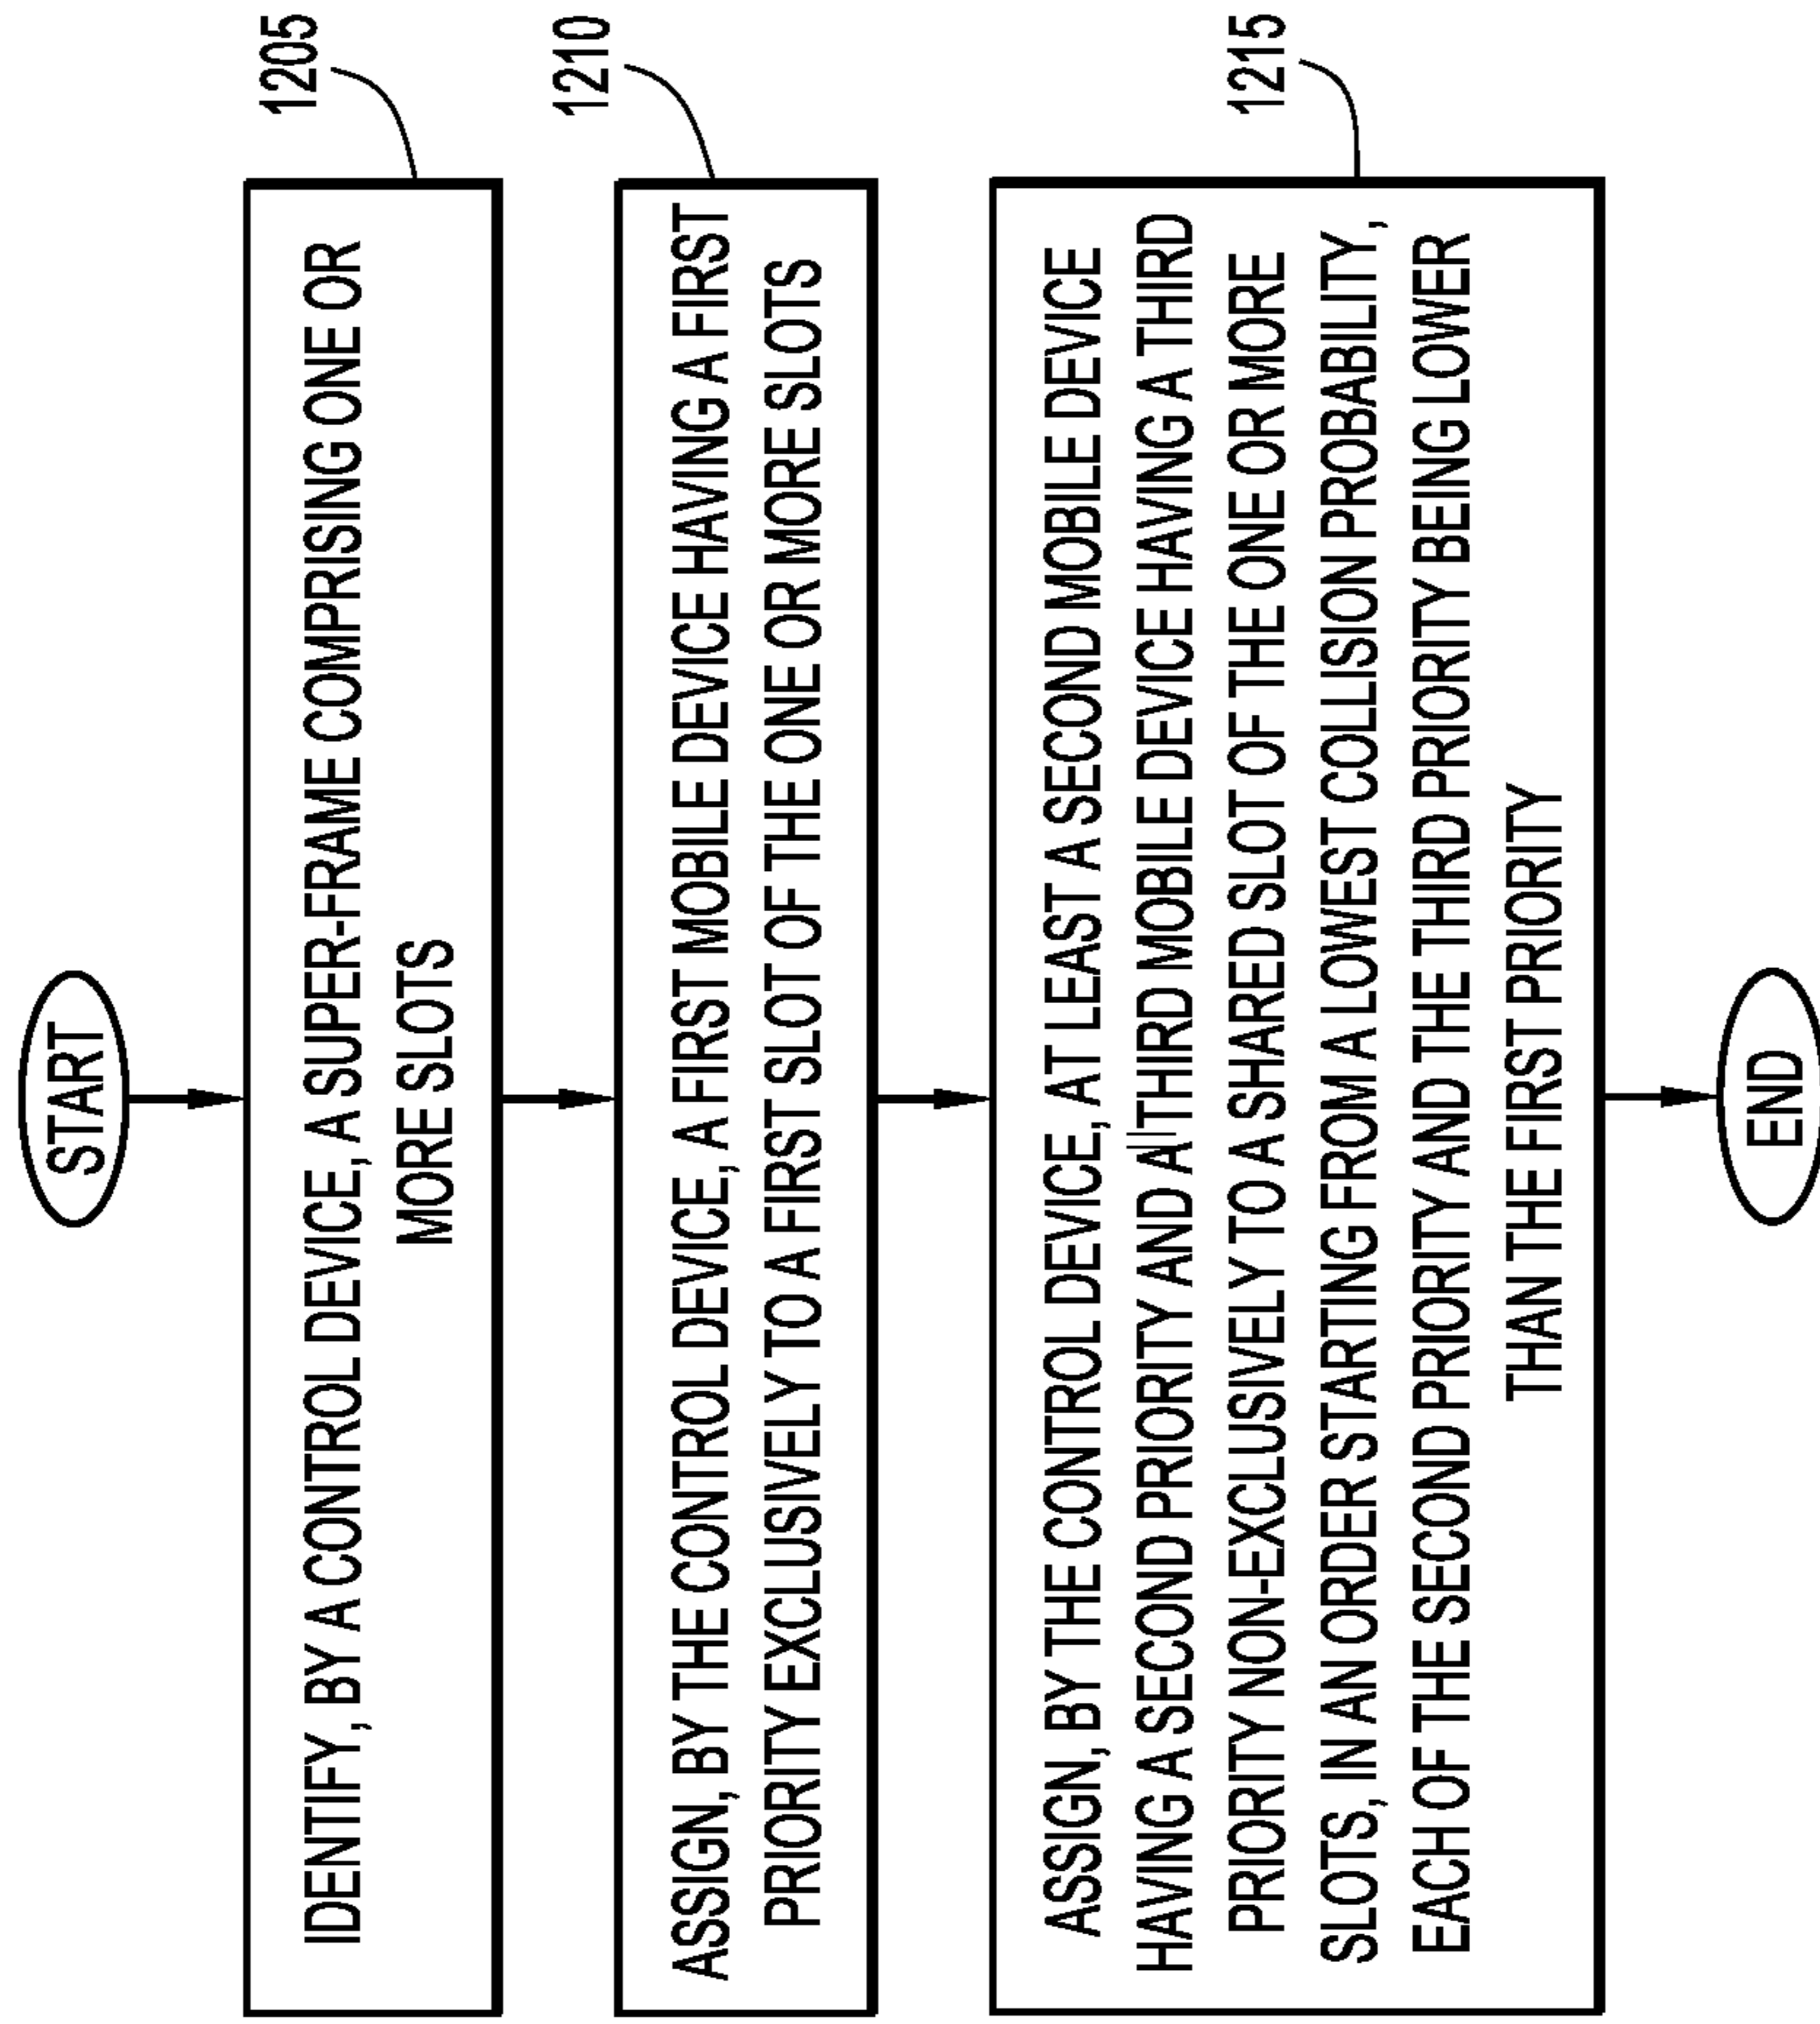 START
IDENTIFY, BY A CONTROL DEVICE, A SUPER-FRAME COMPRISING ONE OR
MORE SLOTS
1205
ASSIGN, BY THE CONTROL DEVICE, A FIRST MOBILE DEVICE HAVING A FIRST
PRIORITY EXCLUSIVELY TO A FIRST SLOT OF THE ONE OR MORE SLOTS
1210
ASSIGN, BY THE CONTROL DEVICE, AT LEAST A SECOND MOBILE DEVICE
HAVING A SECOND PRIORITY AND A THIRD MOBILE DEVICE HAVING A THIRD
PRIORITY NON-EXCLUSIVELY TO A SHARED SLOT OF THE ONE OR MORE
SLOTS, IN AN ORDER STARTING FROM A LOWEST COLLISION PROBABILITY,
EACH OF THE SECOND PRIORITY AND THE THIRD PRIORITY BEING LOWER
THAN THE FIRST PRIORITY
1215
END